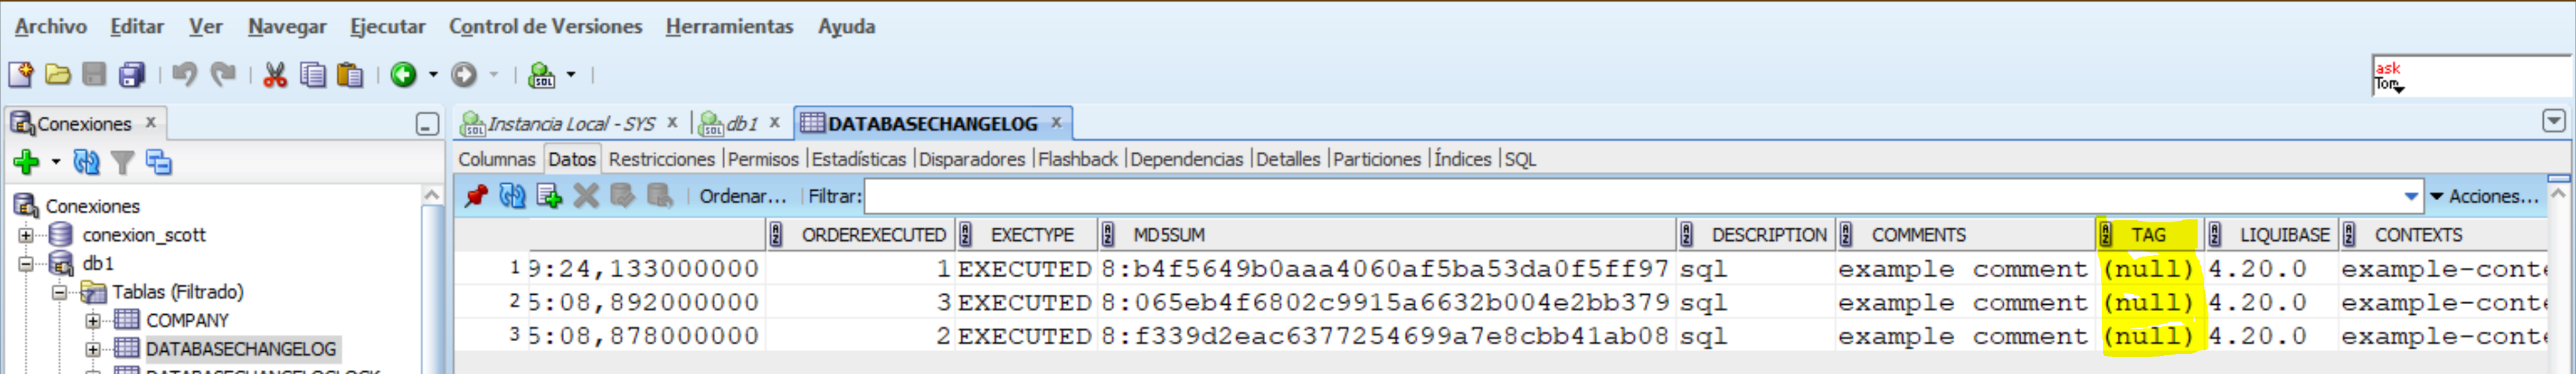 Archivo Editar Ver Navegar Ejecutar Control de Versiones Herramientas Ayuda
ask
Tom
Conexiones
Instancia Local - SYS db1 DATABASECHANGELOG
Columnas Datos Restricciones Permisos Estadísticas Disparadores Flashback Dependencias Detalles Particiones Índices SQL
Ordenar... Filtrar: Acciones...
Conexiones
conexion_scott
db1
Tablas (Filtrado)
COMPANY
DATABASECHANGELOG
DATABASECHANGELOGLOCK
ORDEREXECUTED EXECTYPE MD5SUM DESCRIPTION COMMENTS TAG LIQUIBASE CONTEXTS
1 9:24,133000000 1 EXECUTED 8:b4f5649b0aaa4060af5ba53da0f5ff97 sql example comment (null) 4.20.0 example-conte
2 5:08,892000000 3 EXECUTED 8:065eb4f6802c9915a6632b004e2bb379 sql example comment (null) 4.20.0 example-conte
3 5:08,878000000 2 EXECUTED 8:f339d2eac6377254699a7e8cbb41ab08 sql example comment (null) 4.20.0 example-conte